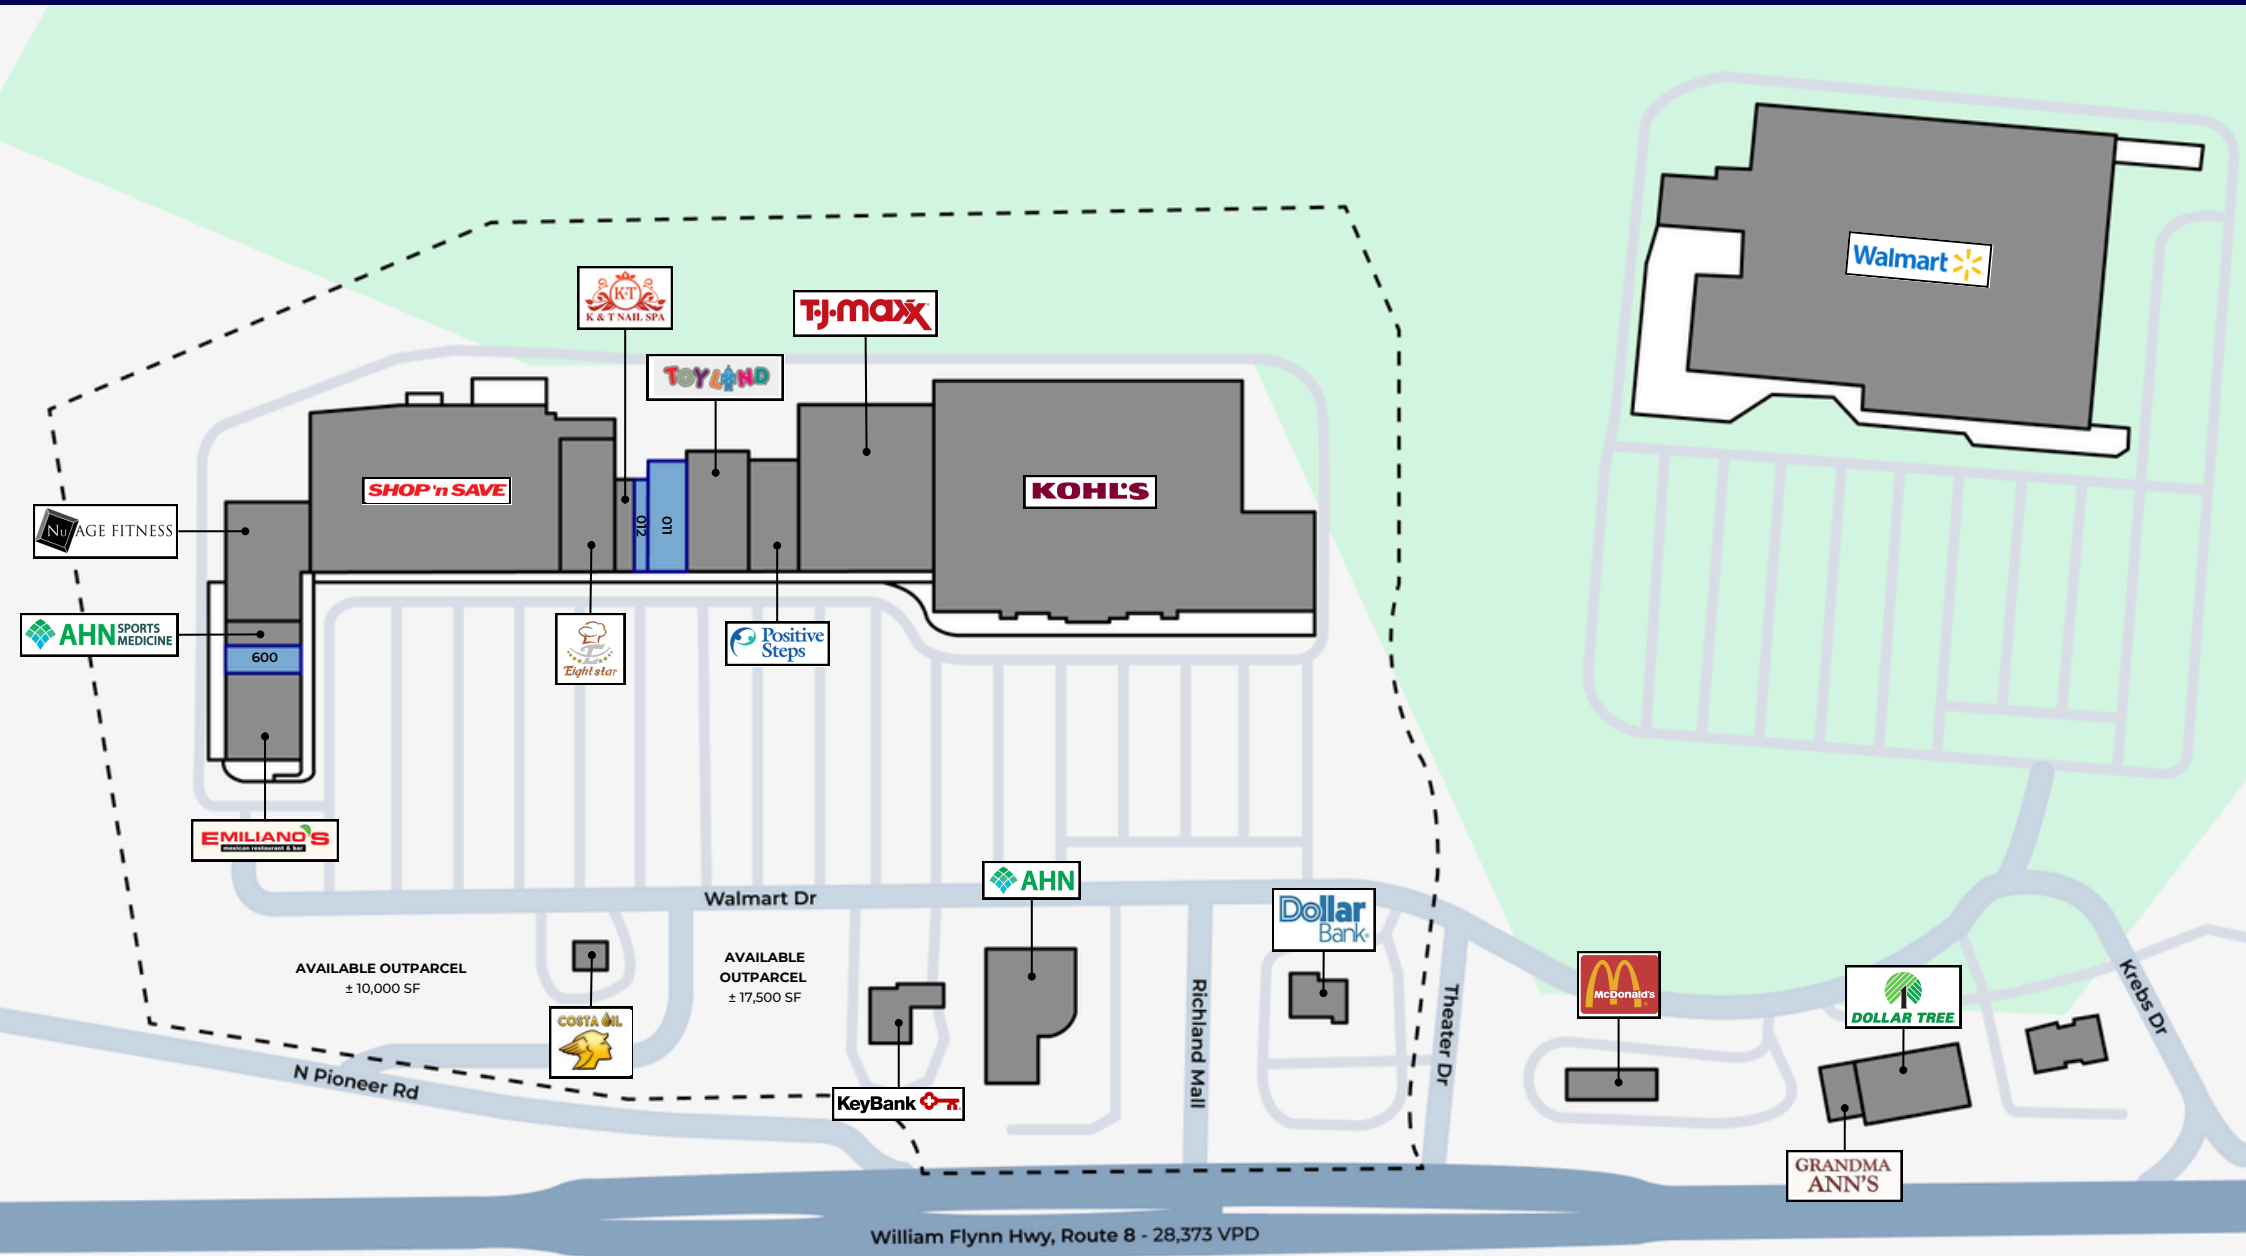 Walmart
K·T
K & T NAIL SPA
T·J·maxx
TOYLAND
SHOP 'n SAVE
KOHL'S
Nu AGE FITNESS
012
011
AHN SPORTS
MEDICINE
600
Eight star
Positive
Steps
EMILIANO'S
mexican restaurant & bar
AHN
Walmart Dr
Dollar
Bank
AVAILABLE OUTPARCEL
± 10,000 SF
AVAILABLE
OUTPARCEL
± 17,500 SF
COSTA OIL
McDonald's
DOLLAR TREE
Krebs Dr
Richland Mall
Theater Dr
N Pioneer Rd
KeyBank
GRANDMA
ANN'S
William Flynn Hwy, Route 8 - 28,373 VPD